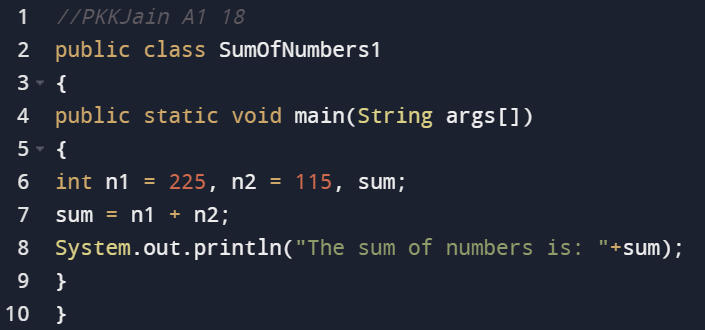 1 //PKKJain A1 18
2 public class SumOfNumbers1
3 {
4 public static void main(String args[])
5 {
6 int n1 = 225, n2 = 115, sum;
7 sum = n1 + n2;
8 System.out.println("The sum of numbers is: "+sum);
9 }
10 }